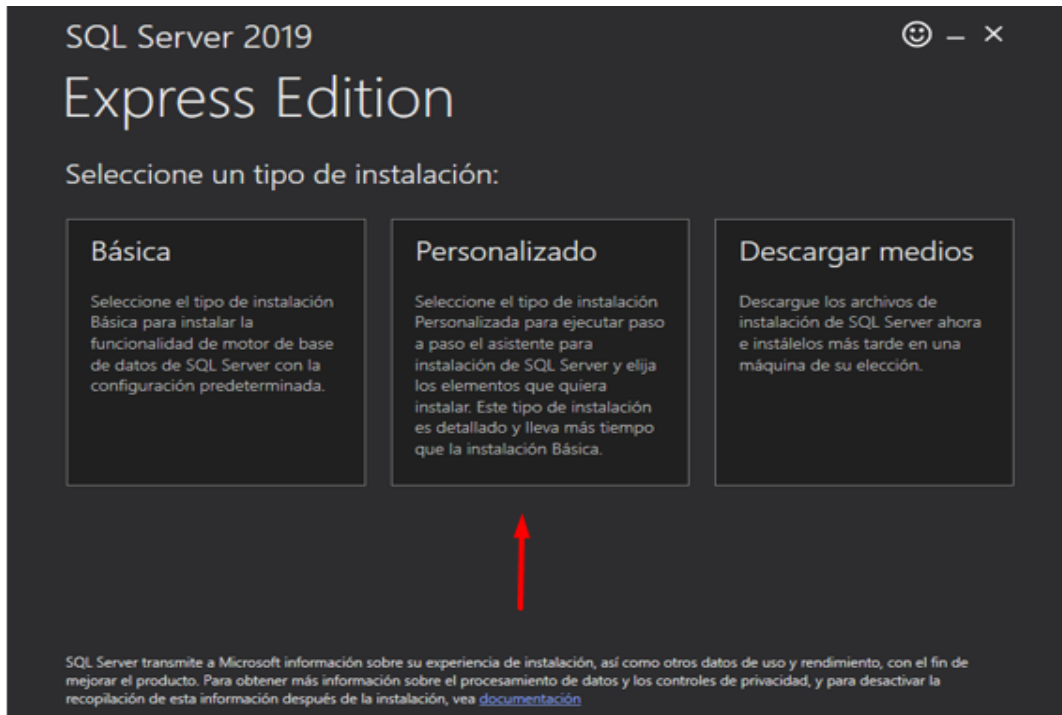 SQL Server 2019
Express Edition
Seleccione un tipo de instalación:
Básica
Seleccione el tipo de instalación
Básica para instalar la
funcionalidad de motor de base
de datos de SQL Server con la
configuración predeterminada.
Personalizado
Seleccione el tipo de instalación
Personalizada para ejecutar paso
a paso el asistente para
instalación de SQL Server y elija
los elementos que quiera
instalar. Este tipo de instalación
es detallado y lleva más tiempo
que la instalación Básica.
Descargar medios
Descargue los archivos de
instalación de SQL Server ahora
e instálelos más tarde en una
máquina de su elección.
SQL Server transmite a Microsoft información sobre su experiencia de instalación, así como otros datos de uso y rendimiento, con el fin de
mejorar el producto. Para obtener más información sobre el procesamiento de datos y los controles de privacidad, y para desactivar la
recopilación de esta información después de la instalación, vea documentación